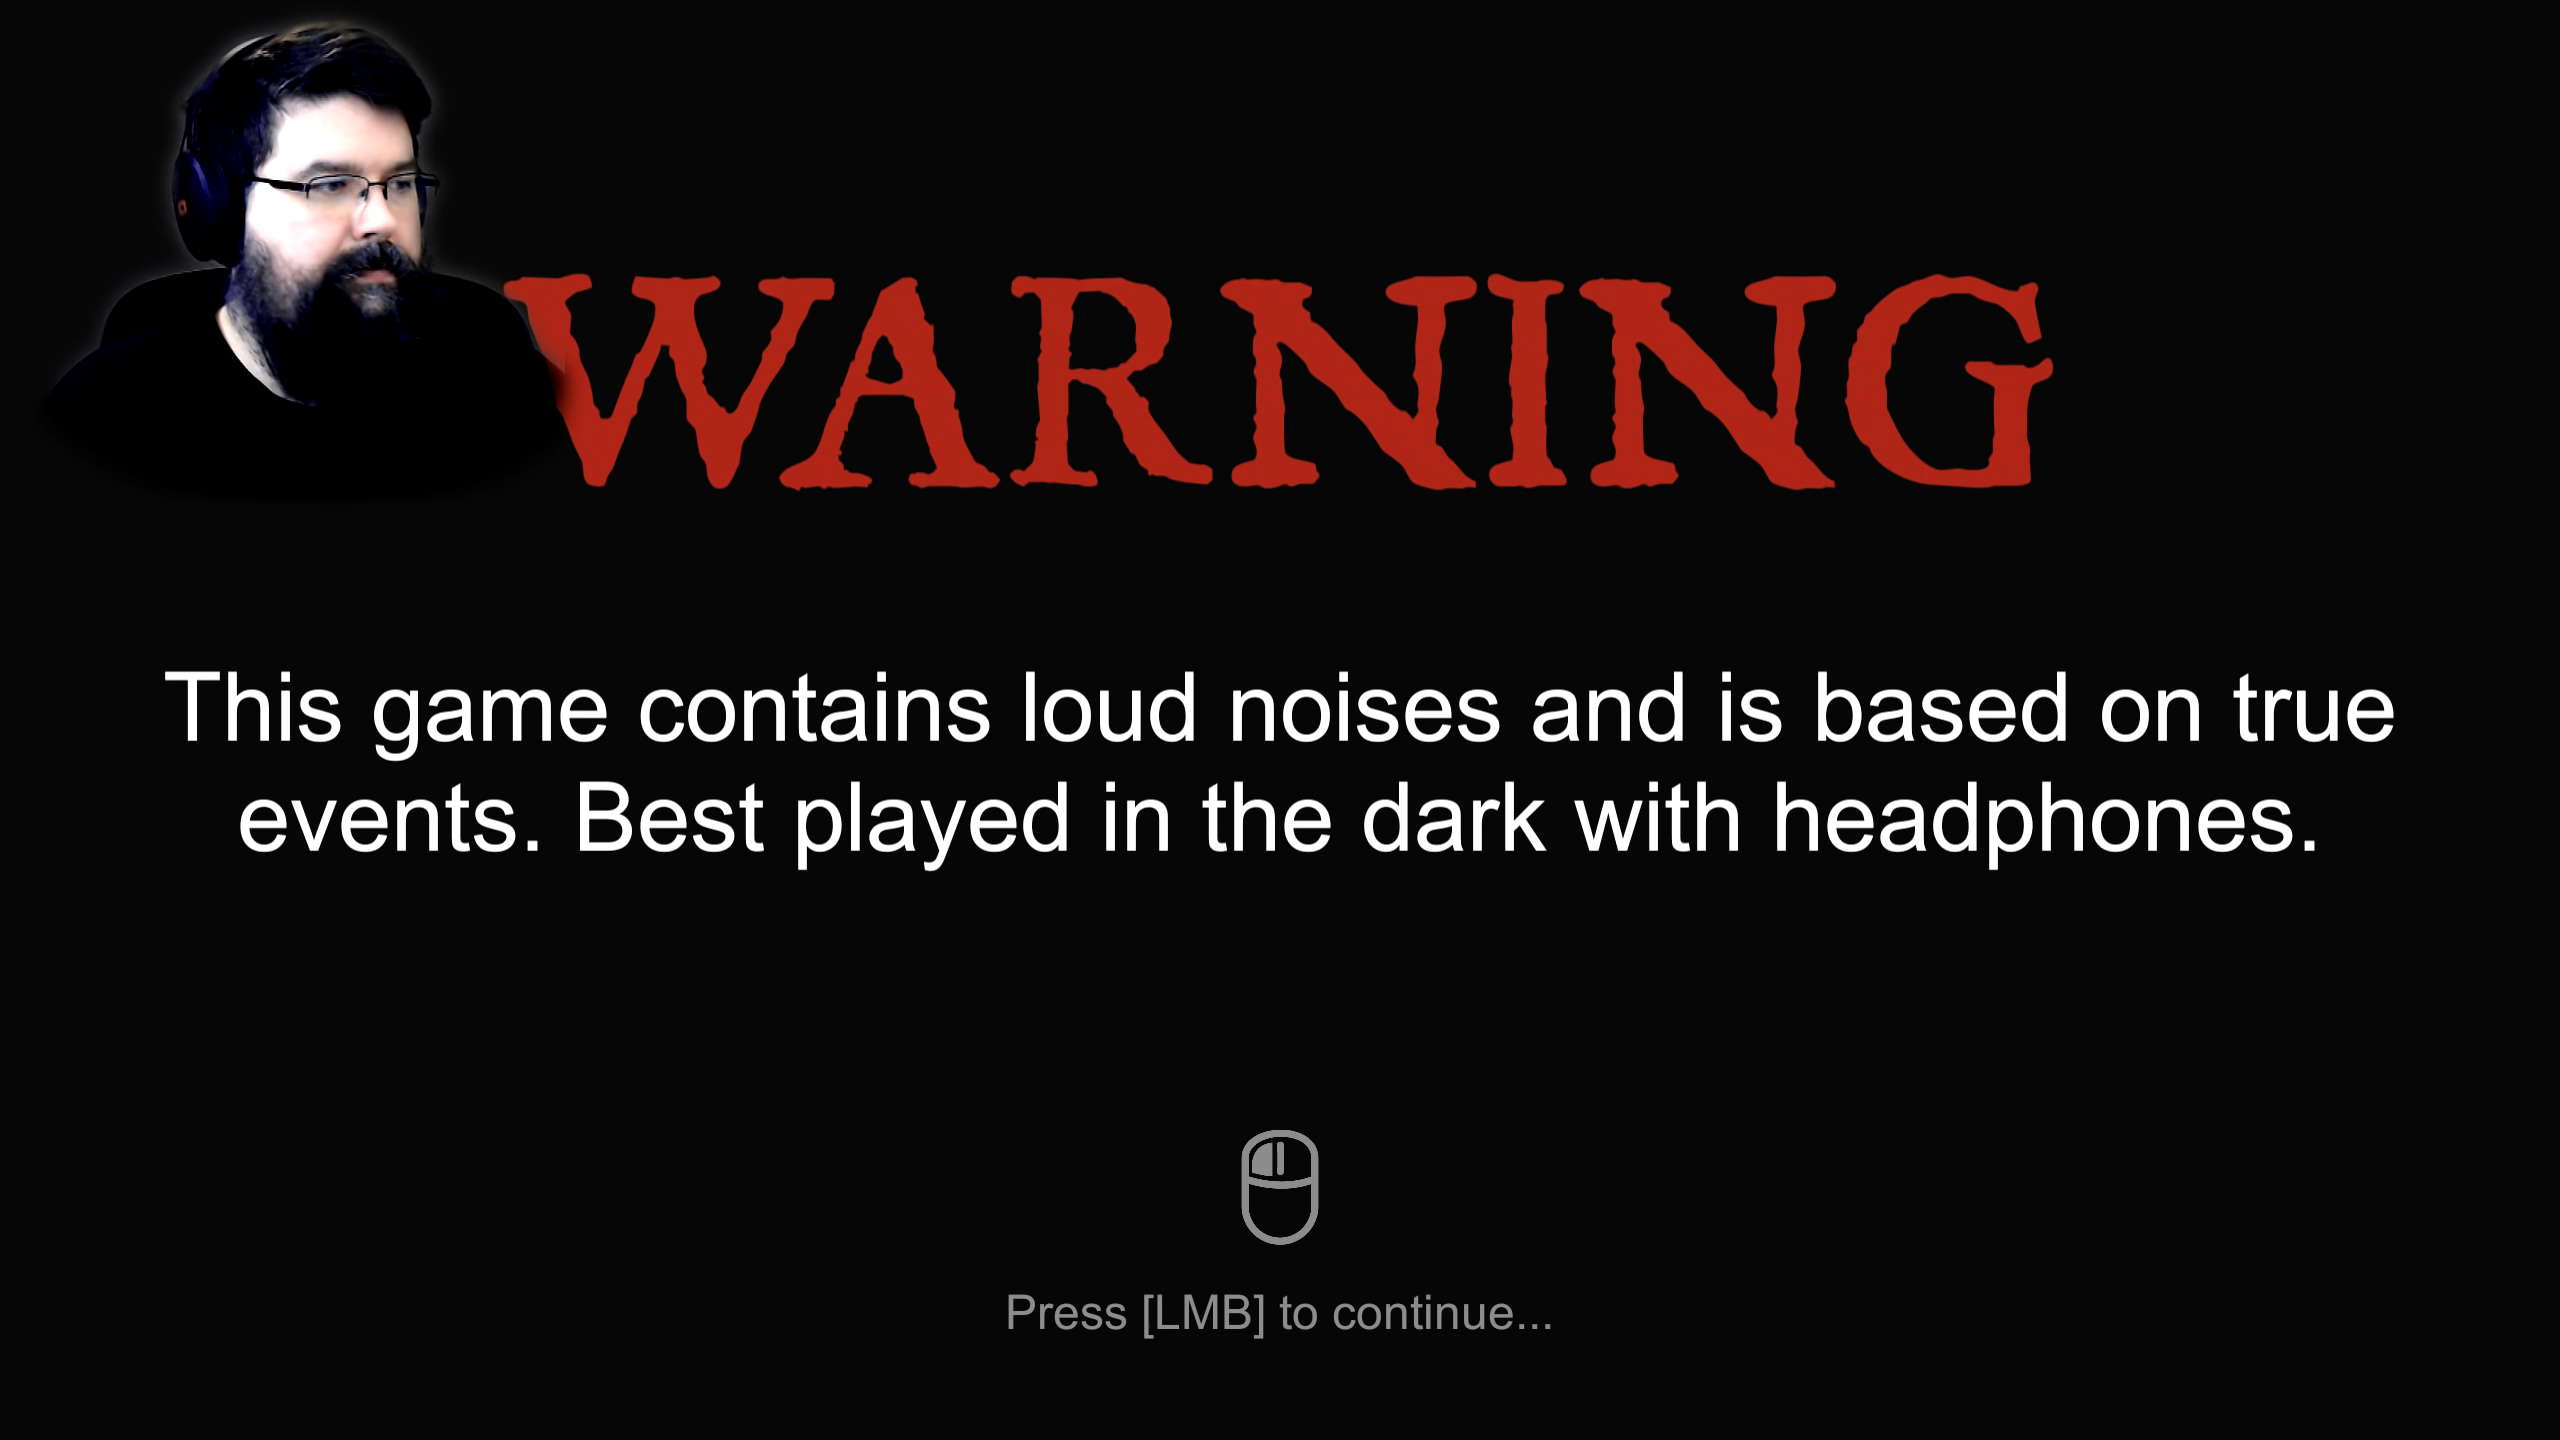 WARNING
This game contains loud noises and is based on true
events. Best played in the dark with headphones.
Press [LMB] to continue...